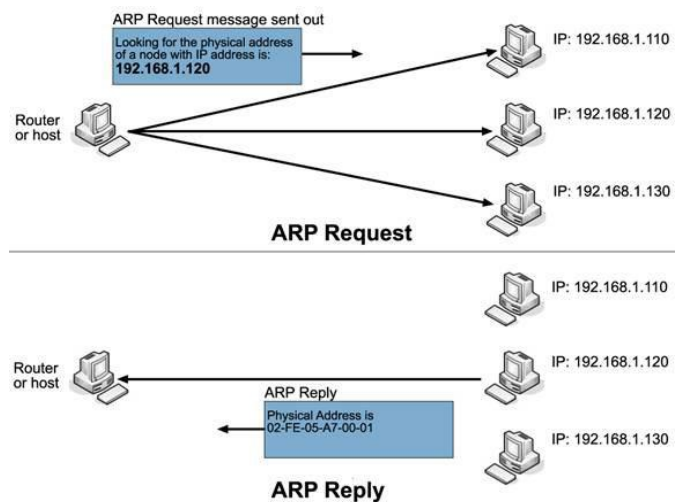 ARP Request message sent out
Looking for the physical address
of a node with IP address is:
192.168.1.120
Router
or host
IP: 192.168.1.110
IP: 192.168.1.120
IP: 192.168.1.130
ARP Request
IP: 192.168.1.110
Router
or host
IP: 192.168.1.120
ARP Reply
Physical Address is
02-FE-05-A7-00-01
IP: 192.168.1.130
ARP Reply